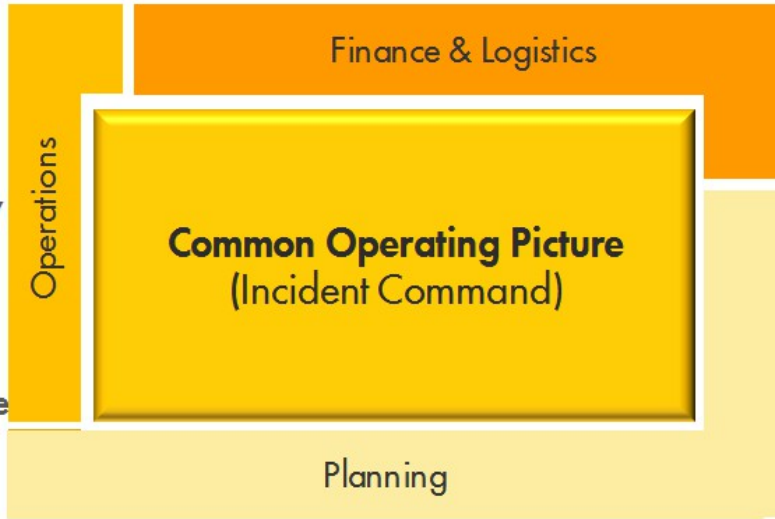 Finance & Logistics
Operations
Common Operating Picture
(Incident Command)
Planning